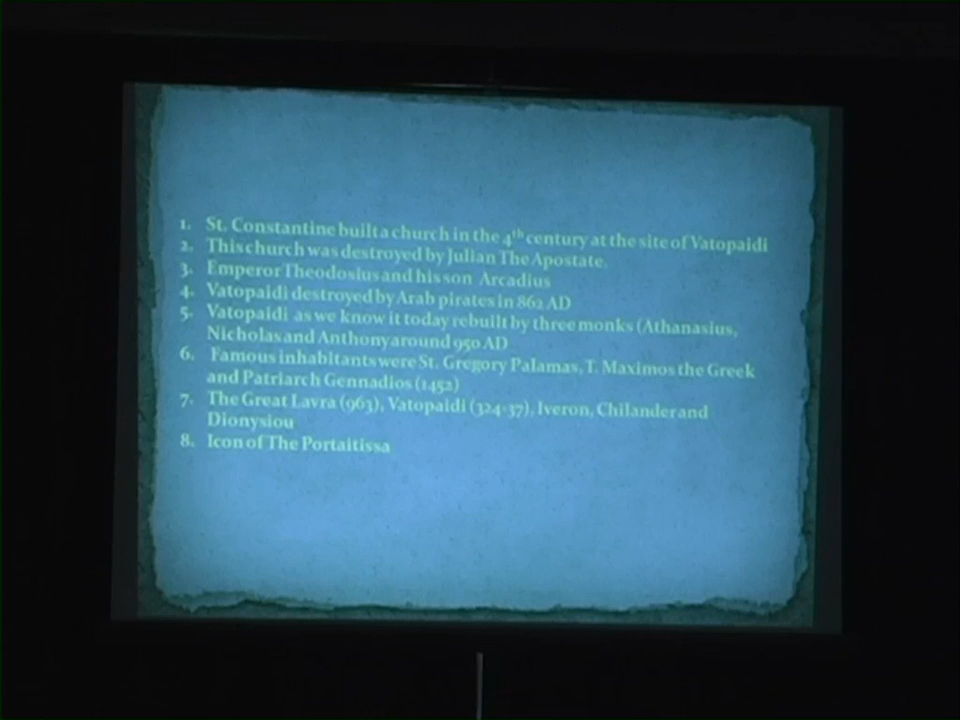 1. St. Constantine built a church in the 4th century at the site of Vatopaidi
2. This church was destroyed by Julian The Apostate.
3. Emperor Theodosius and his son Arcadius
4. Vatopaidi destroyed by Arab pirates in 862 AD
5. Vatopaidi as we know it today rebuilt by three monks (Athanasius,
Nicholas and Anthony around 950 AD
6. Famous inhabitants were St. Gregory Palamas, T. Maximos the Greek
and Patriarch Gennadios (1452)
7. The Great Lavra (963), Vatopaidi (324-37), Iveron, Chilander and
Dionysiou
8. Icon of The Portaitissa